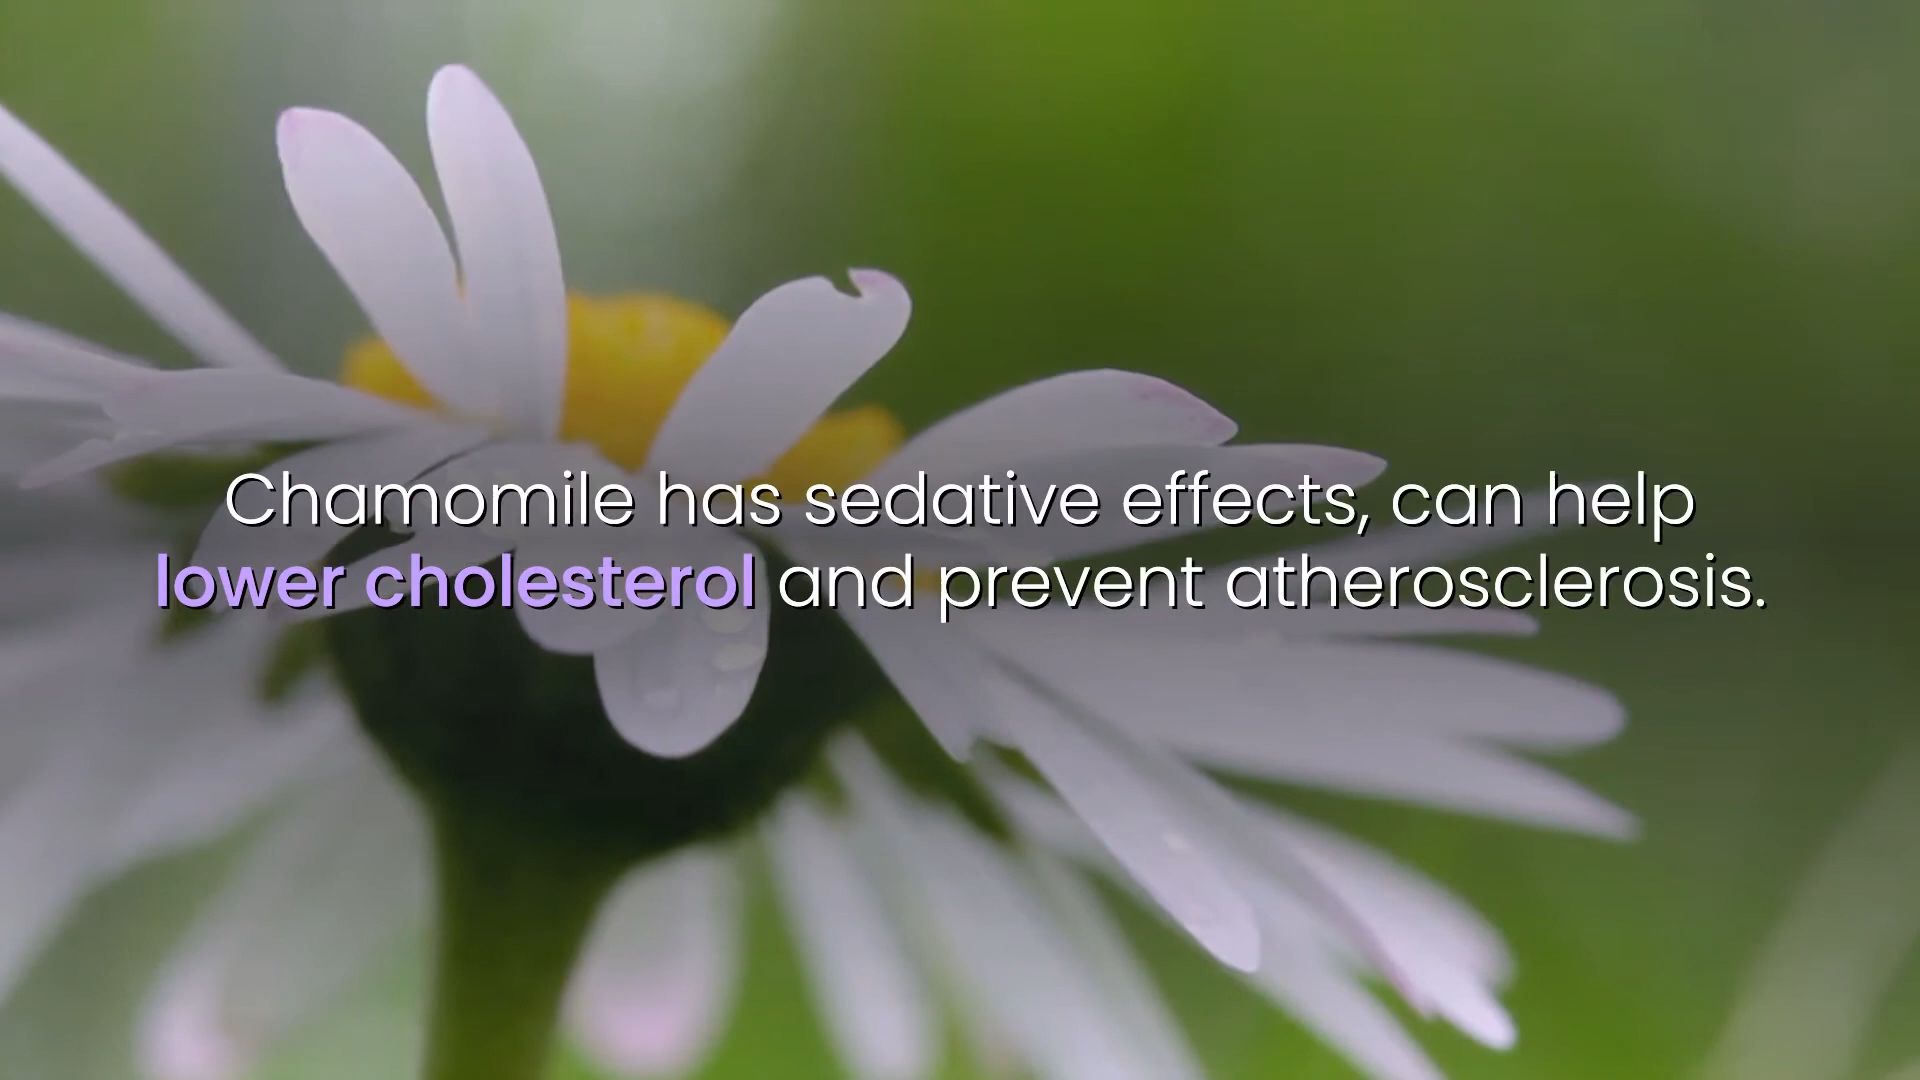 Chamomile has sedative effects, can help
lower cholesterol and prevent atherosclerosis.